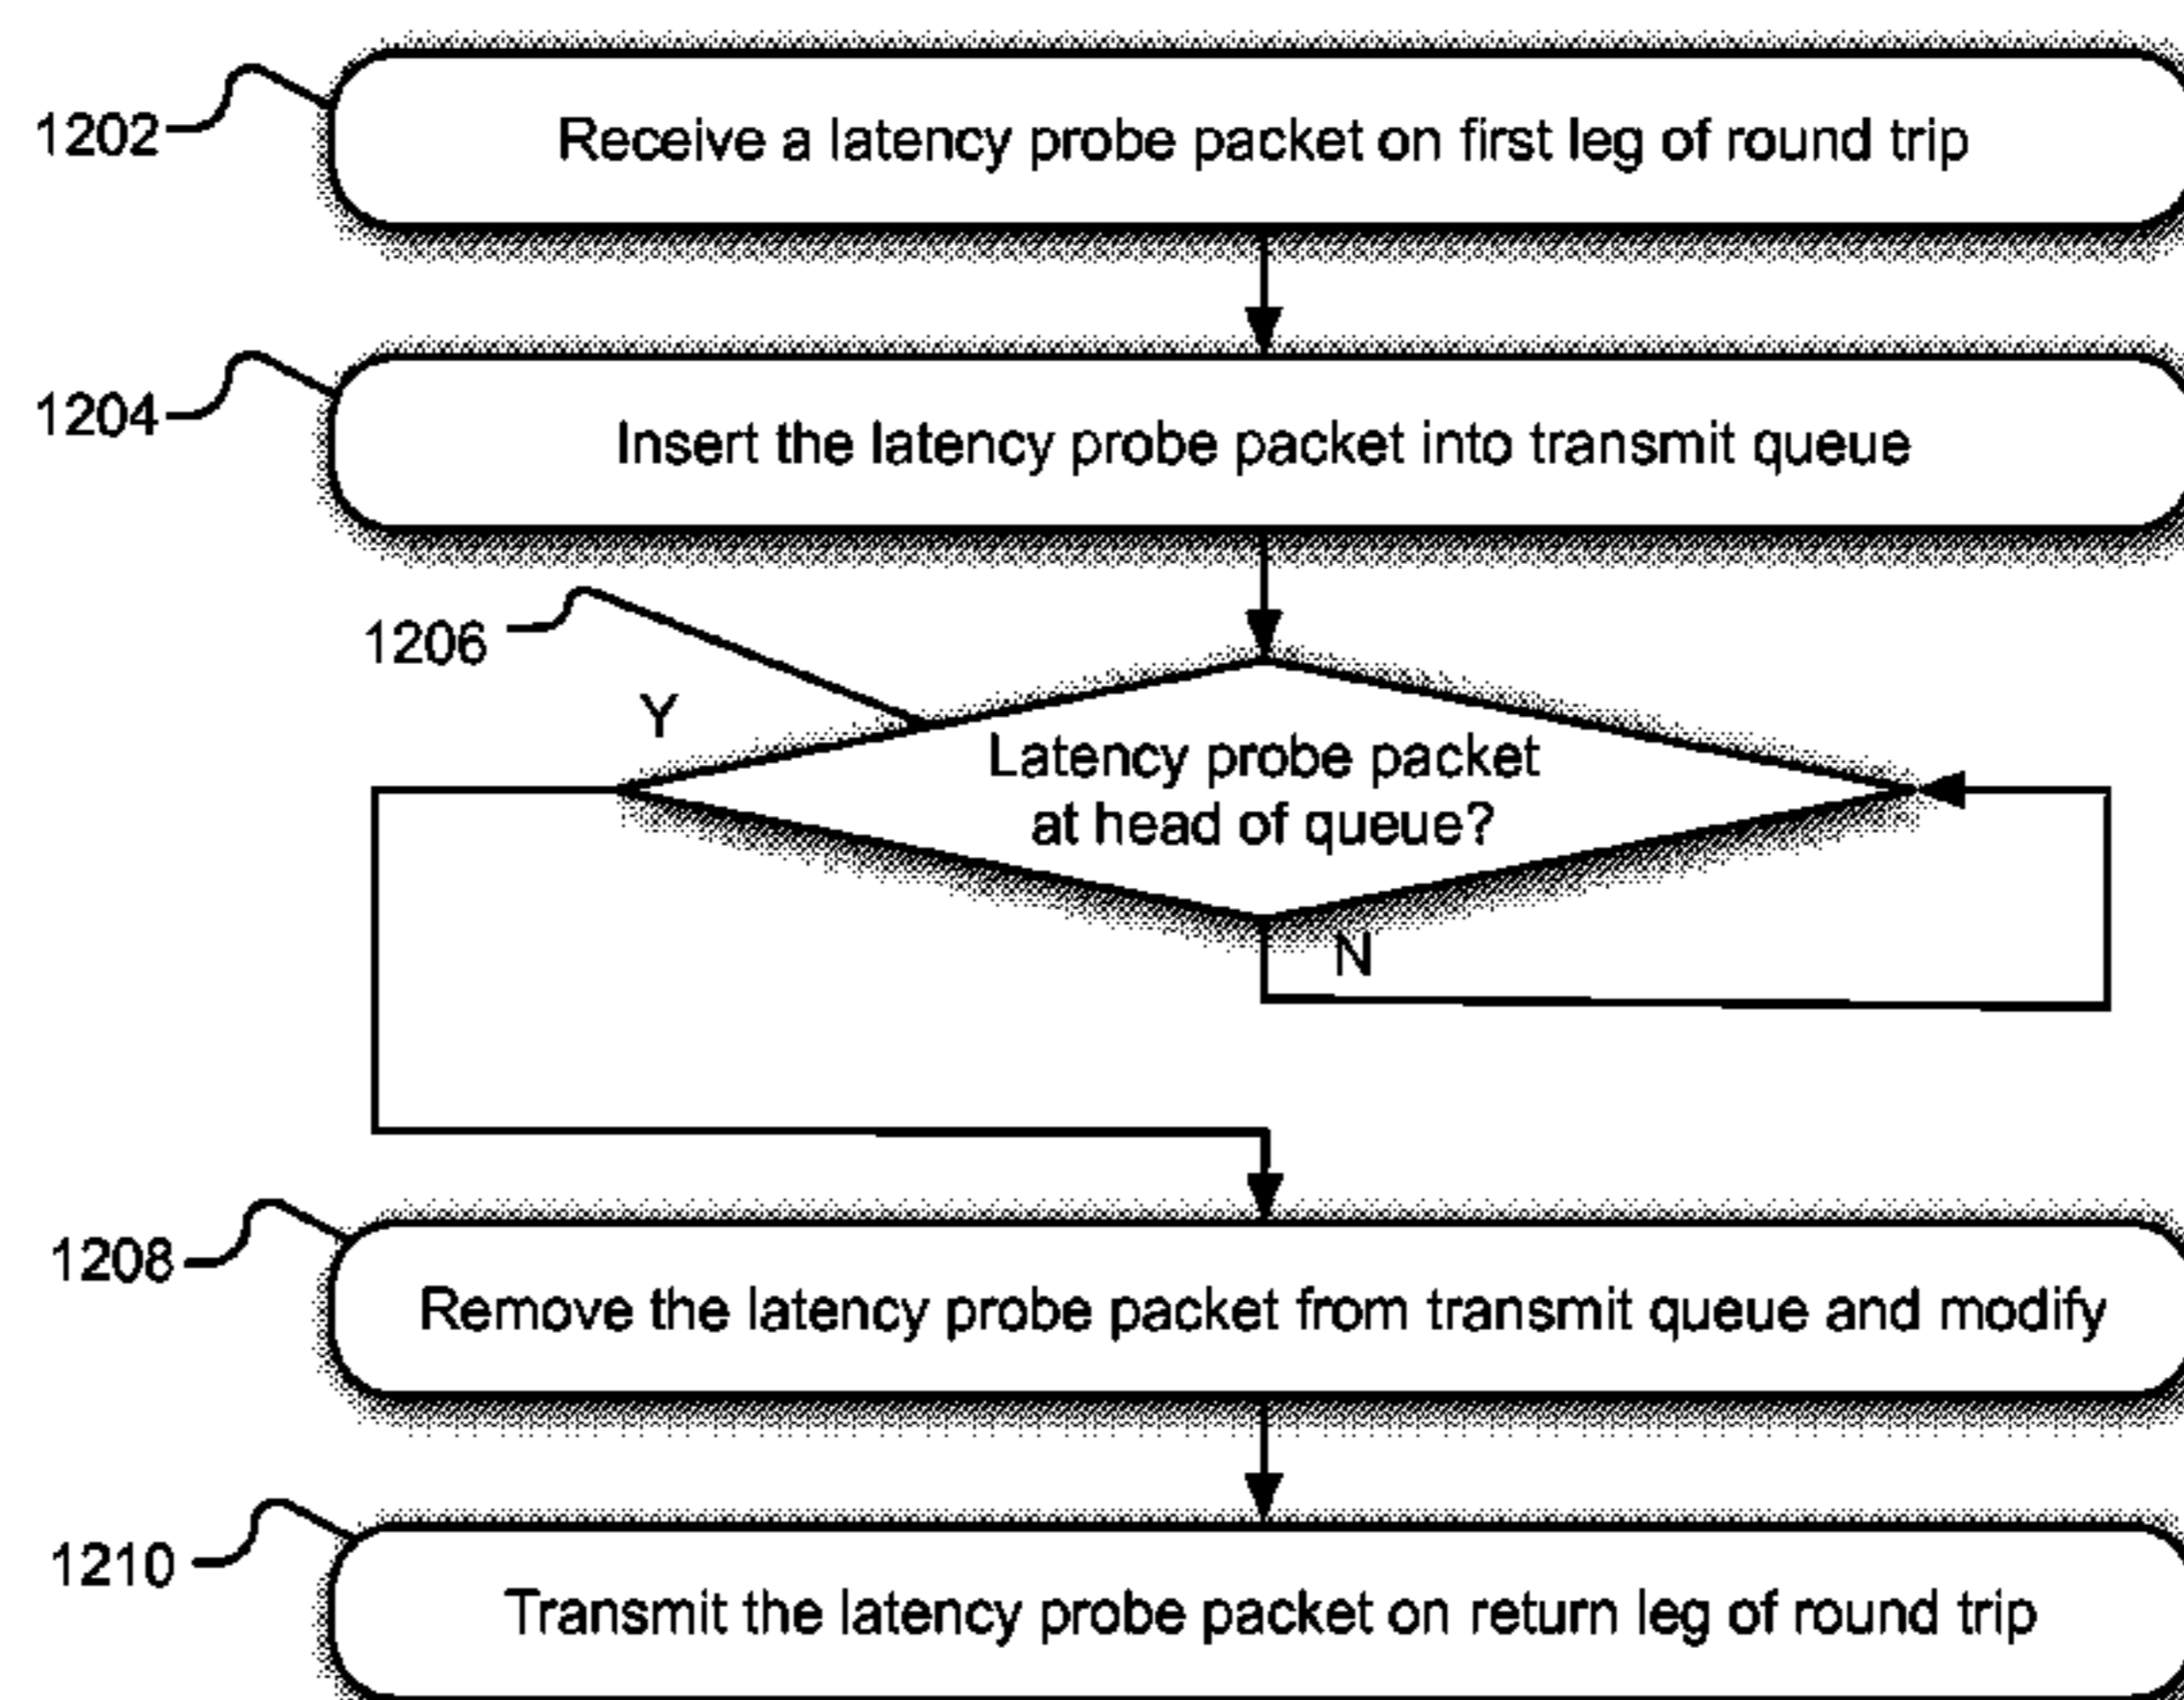 1202
Receive a latency probe packet on first leg of round trip
1204
Insert the latency probe packet into transmit queue
1206
Y
Latency probe packet
at head of queue?
N
1208
Remove the latency probe packet from transmit queue and modify
1210
Transmit the latency probe packet on return leg of round trip